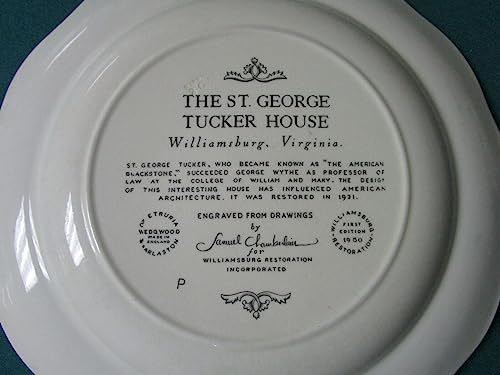 THE ST. GEORGE
TUCKER HOUSE
Williamsburg, Virginia.
ST. GEORGE TUCKER, WHO BECAME KNOWN AS "THE AMERICAN
BLACKSTONE," SUCCEEDED GEORGE WYTHE AS PROFESSOR OF
LAW AT THE COLLEGE OF WILLIAM AND MARY. THE DESIGN
OF THIS INTERESTING HOUSE HAS INFLUENCED AMERICAN
ARCHITECTURE. IT WAS RESTORED IN 1931.
ENGRAVED FROM DRAWINGS
by
Samuel Chamberlain
for
WILLIAMSBURG RESTORATION
INCORPORATED
OF ETRURIA
WEDGWOOD
MADE IN
ENGLAND
& BARLASTON
WILLIAMSBURG
FIRST
EDITION
1950
RESTORATION
P